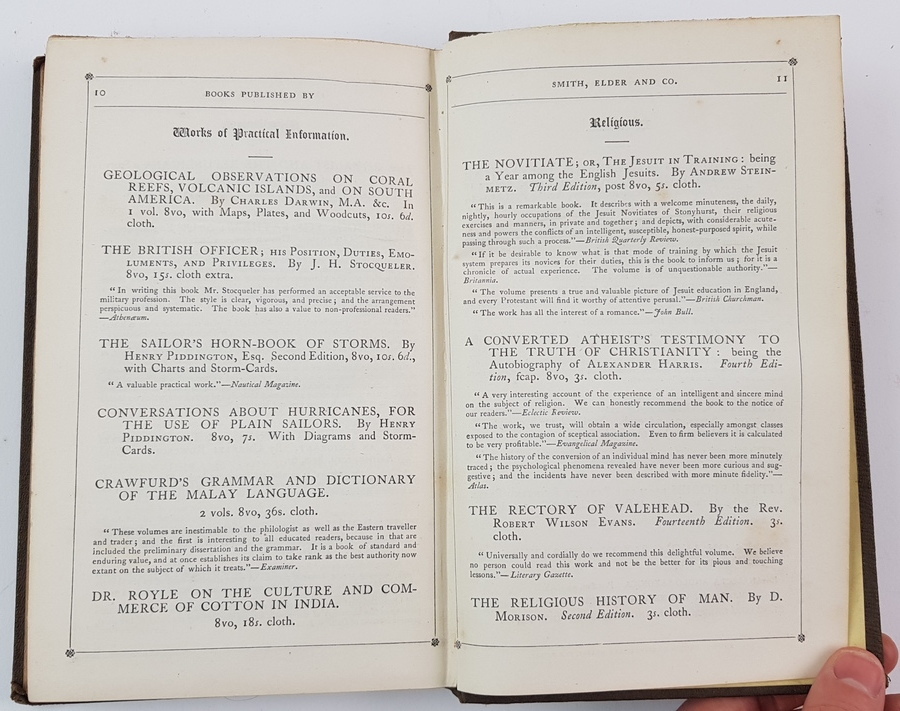 10 BOOKS PUBLISHED BY
Works of Practical Information.
GEOLOGICAL OBSERVATIONS ON CORAL
REEFS, VOLCANIC ISLANDS, and ON SOUTH
AMERICA. By CHARLES DARWIN, M.A. &c. In
1 vol. 8vo, with Maps, Plates, and Woodcuts, 10s. 6d.
cloth.
THE BRITISH OFFICER; HIS POSITION, DUTIES, EMO-
LUMENTS, AND PRIVILEGES. By J. H. STOCQUELER.
8vo, 15s. cloth extra.
“In writing this book Mr. Stocqueler has performed an acceptable service to the
military profession. The style is clear, vigorous, and precise; and the arrangement
perspicuous and systematic. The book has also a value to non-professional readers.”
—Athenæum.
THE SAILOR'S HORN-BOOK OF STORMS. By
HENRY PIDDINGTON, Esq. Second Edition, 8vo, 10s. 6d.,
with Charts and Storm-Cards.
“A valuable practical work.”—Nautical Magazine.
CONVERSATIONS ABOUT HURRICANES, FOR
THE USE OF PLAIN SAILORS. By HENRY
PIDDINGTON. 8vo, 7s. With Diagrams and Storm-
Cards.
CRAWFURD'S GRAMMAR AND DICTIONARY
OF THE MALAY LANGUAGE.
2 vols. 8vo, 36s. cloth.
“These volumes are inestimable to the philologist as well as the Eastern traveller
and trader; and the first is interesting to all educated readers, because in that are
included the preliminary dissertation and the grammar. It is a book of standard and
enduring value, and at once establishes its claim to take rank as the best authority now
extant on the subject of which it treats.”—Examiner.
DR. ROYLE ON THE CULTURE AND COM-
MERCE OF COTTON IN INDIA.
8vo, 18s. cloth.
SMITH, ELDER AND CO. 11
Religious.
THE NOVITIATE; OR, THE JESUIT IN TRAINING: being
a Year among the English Jesuits. By ANDREW STEIN-
METZ. Third Edition, post 8vo, 5s. cloth.
“This is a remarkable book. It describes with a welcome minuteness, the daily,
nightly, hourly occupations of the Jesuit Novitiates of Stonyhurst, their religious
exercises and manners, in private and together; and depicts, with considerable acute-
ness and powers the conflicts of an intelligent, susceptible, honest-purposed spirit, while
passing through such a process.”—British Quarterly Review.
“If it be desirable to know what is that mode of training by which the Jesuit
system prepares its novices for their duties, this is the book to inform us; for it is a
chronicle of actual experience. The volume is of unquestionable authority.”—
Britannia.
“The volume presents a true and valuable picture of Jesuit education in England,
and every Protestant will find it worthy of attentive perusal.”—British Churchman.
“The work has all the interest of a romance.”—John Bull.
A CONVERTED ATHEIST'S TESTIMONY TO
THE TRUTH OF CHRISTIANITY: being the
Autobiography of ALEXANDER HARRIS. Fourth Edi-
tion, fcap. 8vo, 3s. cloth.
“A very interesting account of the experience of an intelligent and sincere mind
on the subject of religion. We can honestly recommend the book to the notice of
our readers.”—Eclectic Review.
“The work, we trust, will obtain a wide circulation, especially amongst classes
exposed to the contagion of sceptical association. Even to firm believers it is calculated
to be very profitable.”—Evangelical Magazine.
“The history of the conversion of an individual mind has never been more minutely
traced; the psychological phenomena revealed have never been more curious and sug-
gestive; and the incidents have never been described with more minute fidelity.”—
Atlas.
THE RECTORY OF VALEHEAD. By the Rev.
ROBERT WILSON EVANS. Fourteenth Edition. 3s.
cloth.
“Universally and cordially do we recommend this delightful volume. We believe
no person could read this work and not be the better for its pious and touching
lessons.”—Literary Gazette.
THE RELIGIOUS HISTORY OF MAN. By D.
MORISON. Second Edition. 3s. cloth.